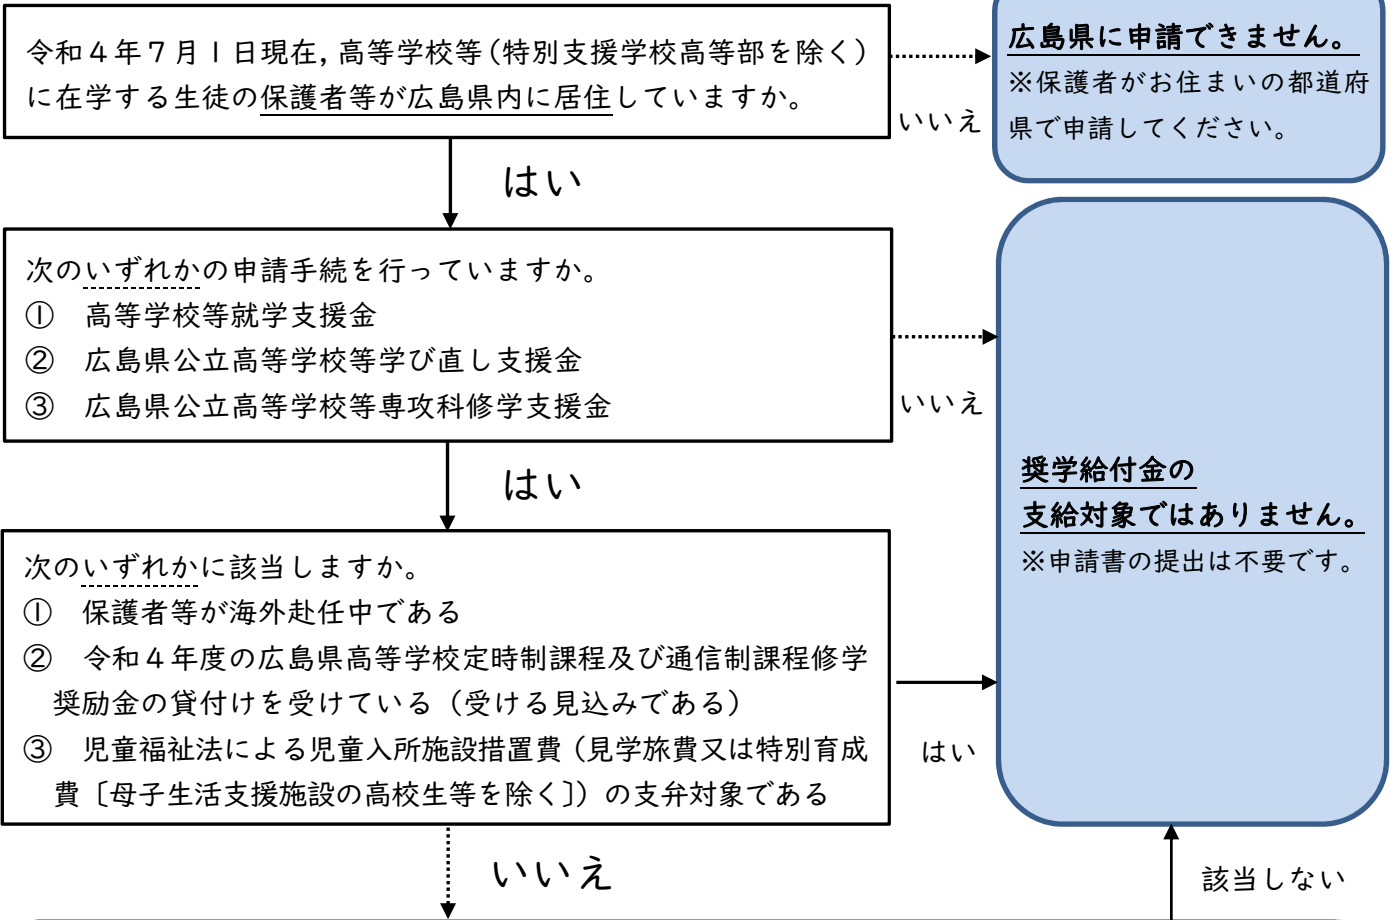 令和４年７月１日現在，高等学校等（特別支援学校高等部を除く）
に在学する生徒の保護者等が広島県内に居住していますか。
いいえ
広島県に申請できません。
※保護者がお住まいの都道府
県で申請してください。
はい
次のいずれかの申請手続を行っていますか。
①　高等学校等就学支援金
②　広島県公立高等学校等学び直し支援金
③　広島県公立高等学校等専攻科修学支援金
いいえ
はい
奨学給付金の
支給対象ではありません。
※申請書の提出は不要です。
次のいずれかに該当しますか。
①　保護者等が海外赴任中である
②　令和４年度の広島県高等学校定時制課程及び通信制課程修学
奨励金の貸付けを受けている（受ける見込みである）
③　児童福祉法による児童入所施設措置費（見学旅費又は特別育成
費〔母子生活支援施設の高校生等を除く］）の支弁対象である
はい
いいえ
該当しない